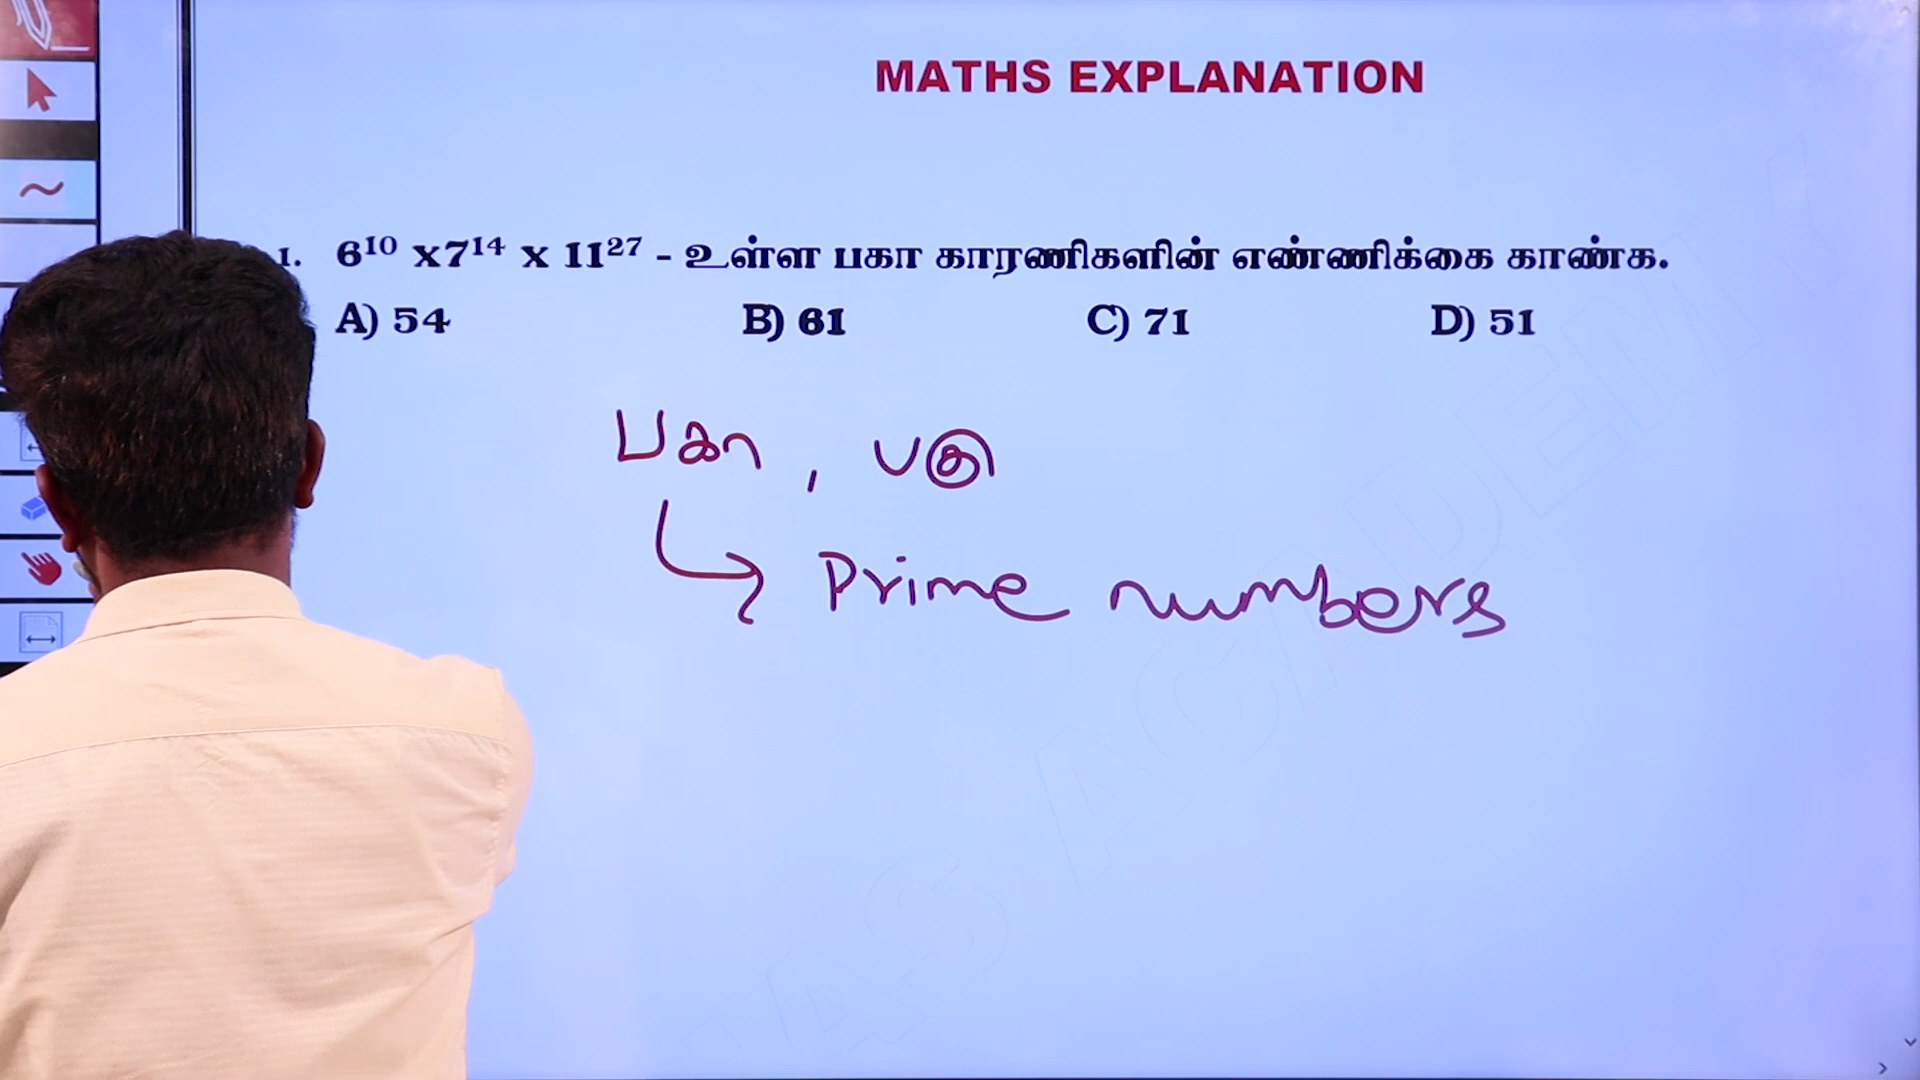 MATHS EXPLANATION
1. 6¹⁰ x7¹⁴ x 11²⁷ - உள்ள பகா காரணிகளின் எண்ணிக்கை காண்க.
A) 54 B) 61 C) 71 D) 51
பகா , பகு
Prime numbers